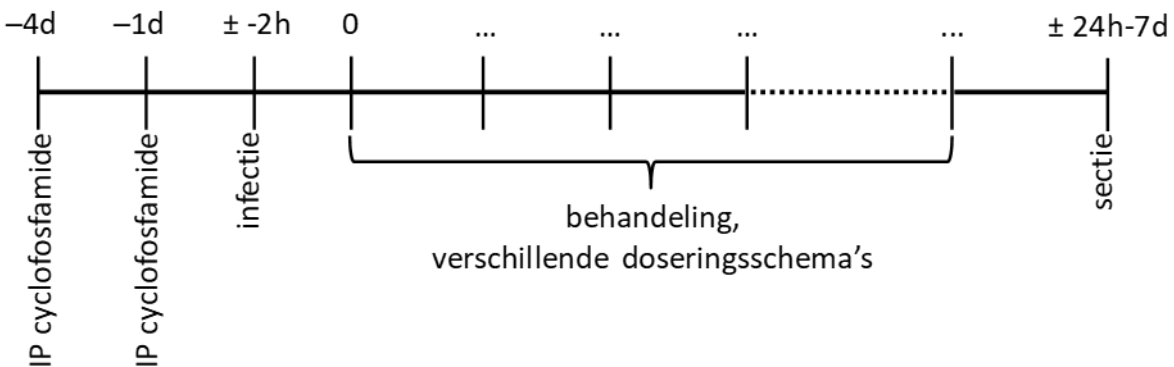 –4d
–1d
± -2h
0
...
...
...
...
± 24h-7d
IP cyclofosfamide
IP cyclofosfamide
infectie
sectie
behandeling,
verschillende doseringsschema’s